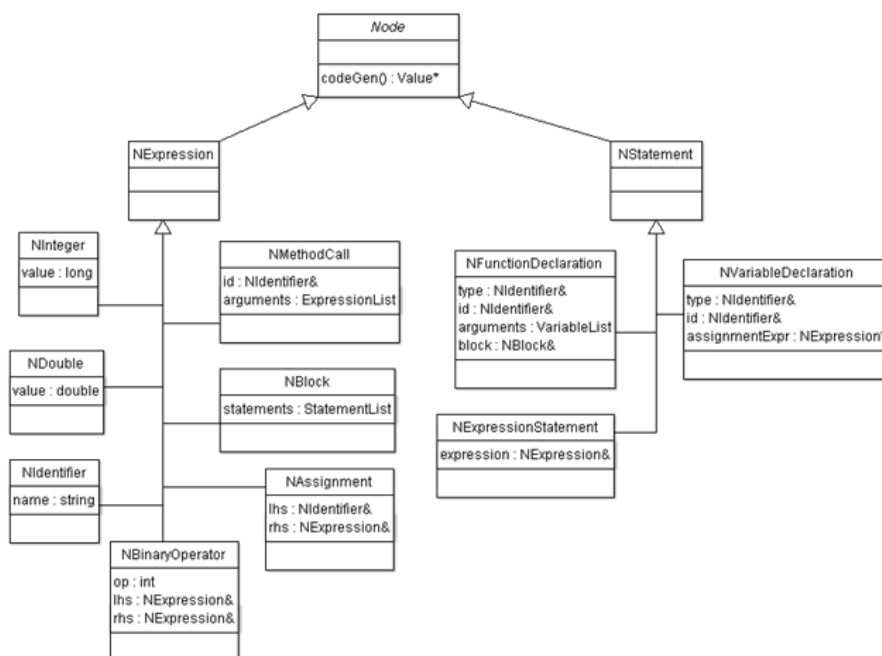 Node
codeGen() : Value*
NExpression
NStatement
NInteger
value : long
NMethodCall
id : NIdentifier&
arguments : ExpressionList
NFunctionDeclaration
type : NIdentifier&
id : NIdentifier&
arguments : VariableList
block : NBlock&
NVariableDeclaration
type : NIdentifier&
id : NIdentifier&
assignmentExpr : NExpression*
NDouble
value : double
NBlock
statements : StatementList
NExpressionStatement
expression : NExpression&
NIdentifier
name : string
NAssignment
lhs : NIdentifier&
rhs : NExpression&
NBinaryOperator
op : int
lhs : NExpression&
rhs : NExpression&